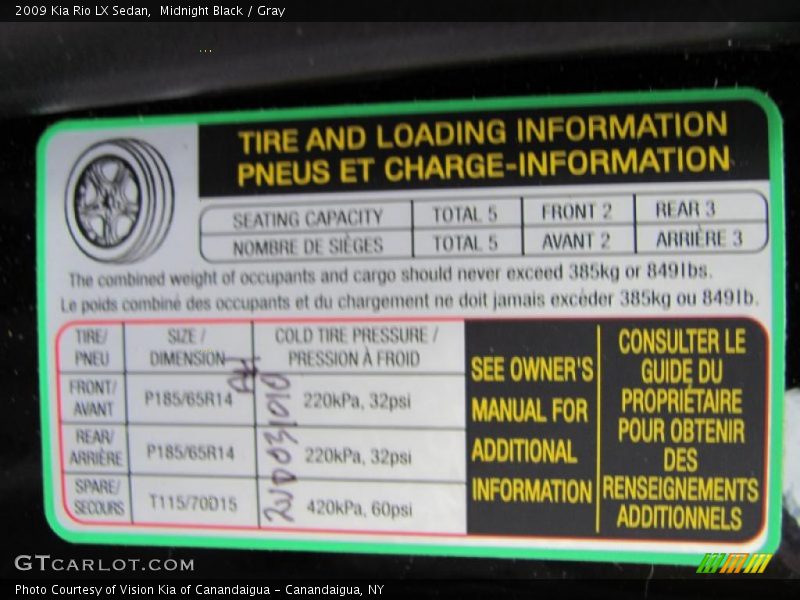 2009 Kia Rio LX Sedan,  Midnight Black / Gray
TIRE AND LOADING INFORMATION
PNEUS ET CHARGE-INFORMATION
SEATING CAPACITY TOTAL 5 FRONT 2 REAR 3
NOMBRE DE SIÈGES TOTAL 5 AVANT 2 ARRIÈRE 3
The combined weight of occupants and cargo should never exceed 385kg or 849lbs.
Le poids combiné des occupants et du chargement ne doit jamais excéder 385kg ou 849lb.
TIRE/ SIZE / COLD TIRE PRESSURE /
PNEU DIMENSION PRESSION À FROID
FRONT/
AVANT P185/65R14 220kPa, 32psi
REAR/
ARRIÈRE P185/65R14 220kPa, 32psi
SPARE/
SECOURS T115/70D15 420kPa, 60psi
SEE OWNER'S
MANUAL FOR
ADDITIONAL
INFORMATION
CONSULTER LE
GUIDE DU
PROPRIÉTAIRE
POUR OBTENIR
DES
RENSEIGNEMENTS
ADDITIONNELS
GTCARLOT.COM
Photo Courtesy of Vision Kia of Canandaigua – Canandaigua, NY